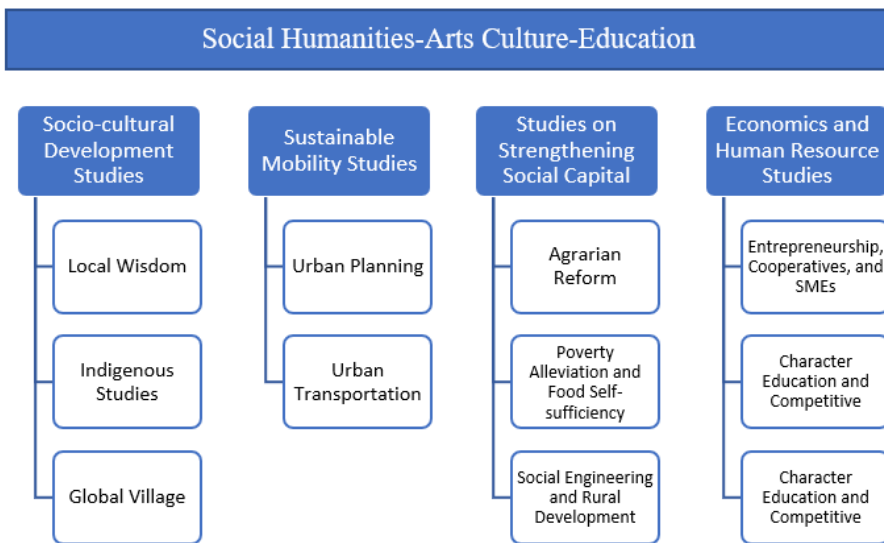 Social Humanities-Arts Culture-Education
Socio-cultural
Development
Studies
Local Wisdom
Indigenous
Studies
Global Village
Sustainable
Mobility Studies
Urban Planning
Urban
Transportation
Studies on
Strengthening
Social Capital
Agrarian
Reform
Poverty
Alleviation and
Food Self-
sufficiency
Social Engineering
and Rural
Development
Economics and
Human Resource
Studies
Entrepreneurship,
Cooperatives, and
SMEs
Character
Education and
Competitive
Character
Education and
Competitive